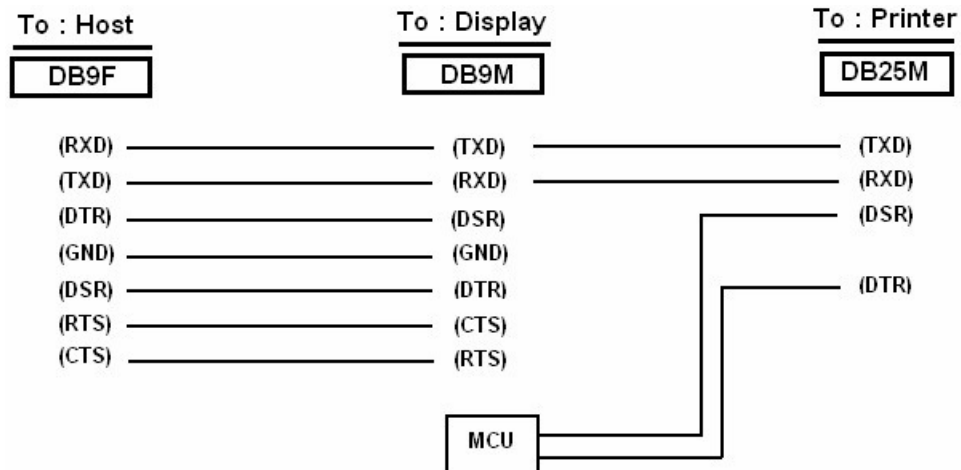 To : Host To : Display To : Printer
DB9F DB9M DB25M
(RXD) (TXD) (TXD)
(TXD) (RXD) (RXD)
(DTR) (DSR) (DSR)
(GND) (GND)
(DSR) (DTR) (DTR)
(RTS) (CTS)
(CTS) (RTS)
MCU